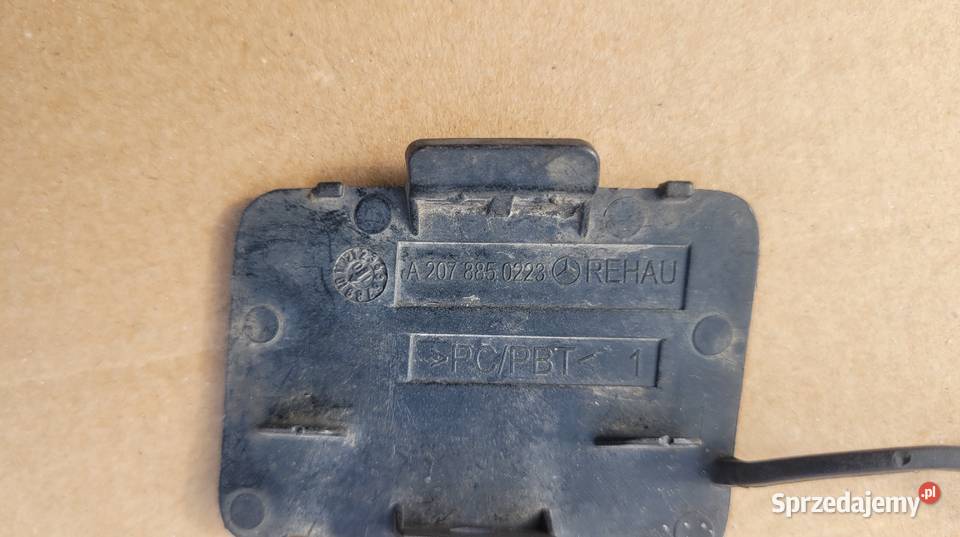 A 207 885 0223 REHAU
>PC/PBT< 1
Sprzedajemy.pl